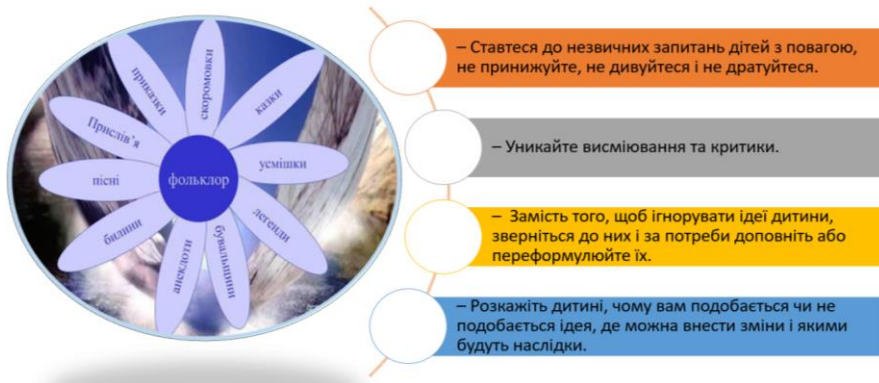 скоромовки
казки
усмішки
легенди
бувальщини
анекдоти
билини
пісні
Прислів'я
приказки
фольклор
– Ставтеся до незвичних запитань дітей з повагою,
не принижуйте, не дивуйтеся і не дратуйтеся.
– Уникайте висміювання та критики.
– Замість того, щоб ігнорувати ідеї дитини,
зверніться до них і за потреби доповніть або
переформулюйте їх.
– Розкажіть дитині, чому вам подобається чи не
подобається ідея, де можна внести зміни і якими
будуть наслідки.